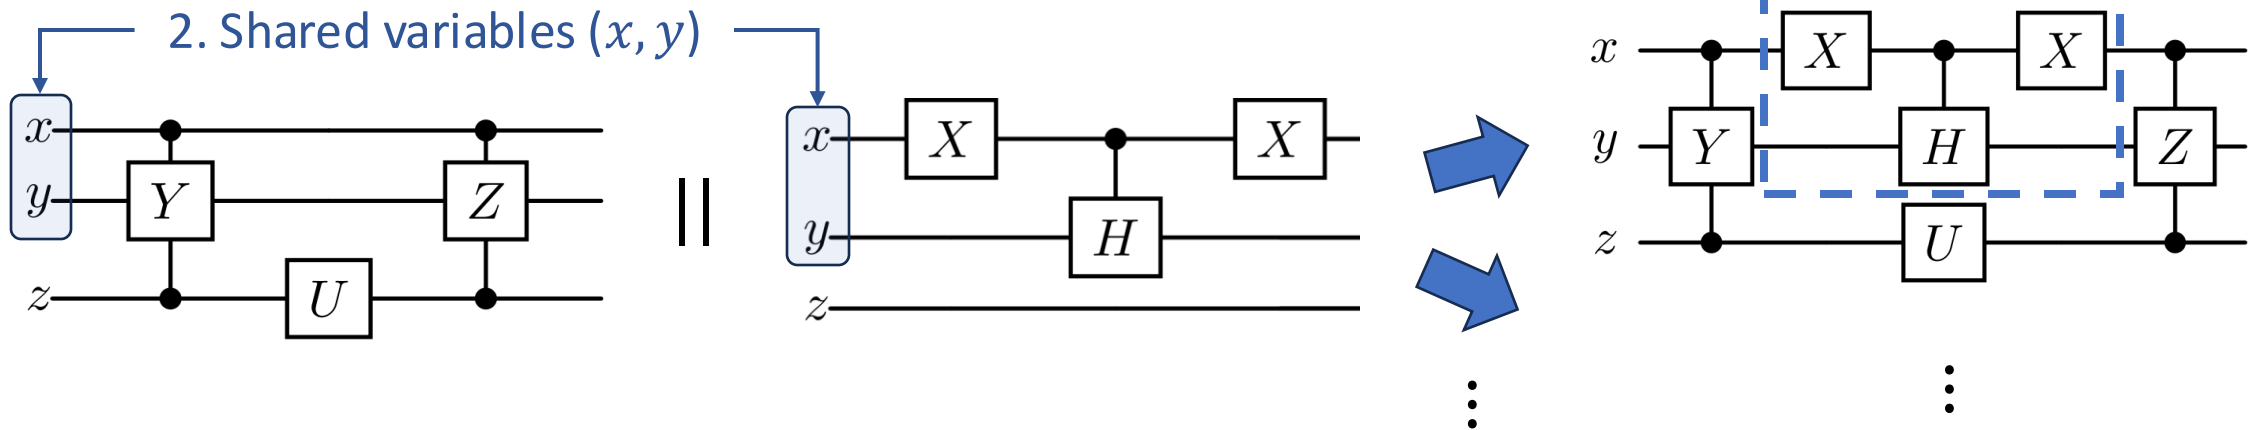 2. Shared variables (x, y)
x
y
Y
Z
z
U
||
x
X
X
y
H
z
x
X
X
y
Y
H
Z
z
U